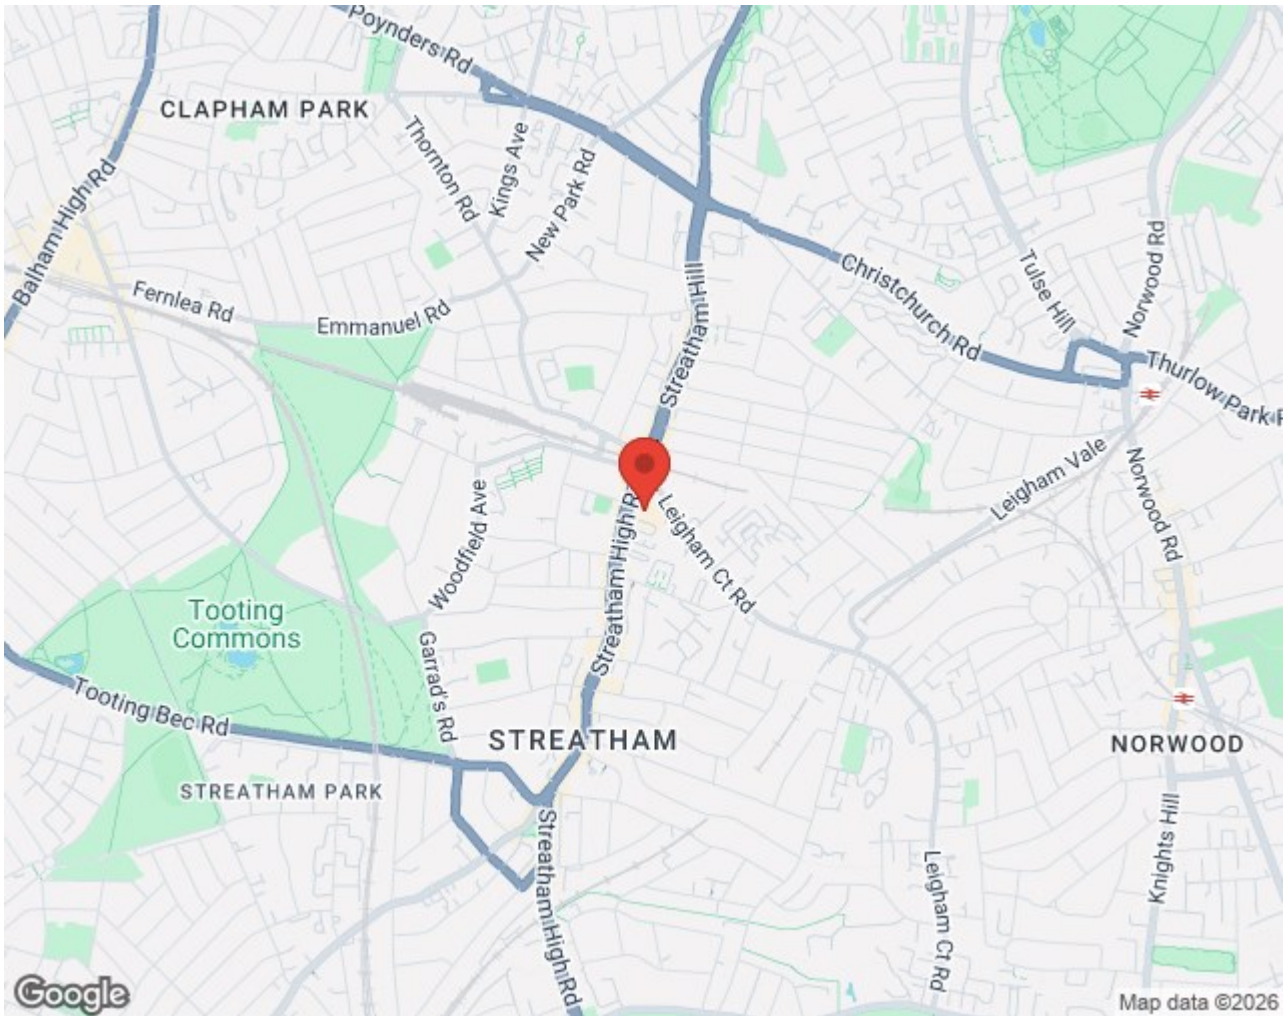 Poynders Rd
CLAPHAM PARK
Thornton Rd
Kings Ave
New Park Rd
Balham High Rd
Fernlea Rd
Emmanuel Rd
Streatham Hill
Christchurch Rd
Tulse Hill
Norwood Rd
Thurlow Park R
Leigham Vale
Norwood Rd
Woodfield Ave
Streatham High R
Leigham Ct Rd
Tooting
Commons
Garrad's Rd
Tooting Bec Rd
STREATHAM
NORWOOD
STREATHAM PARK
Streatham High Rd
Knights Hill
Leigham Ct Rd
Google
Map data ©2026